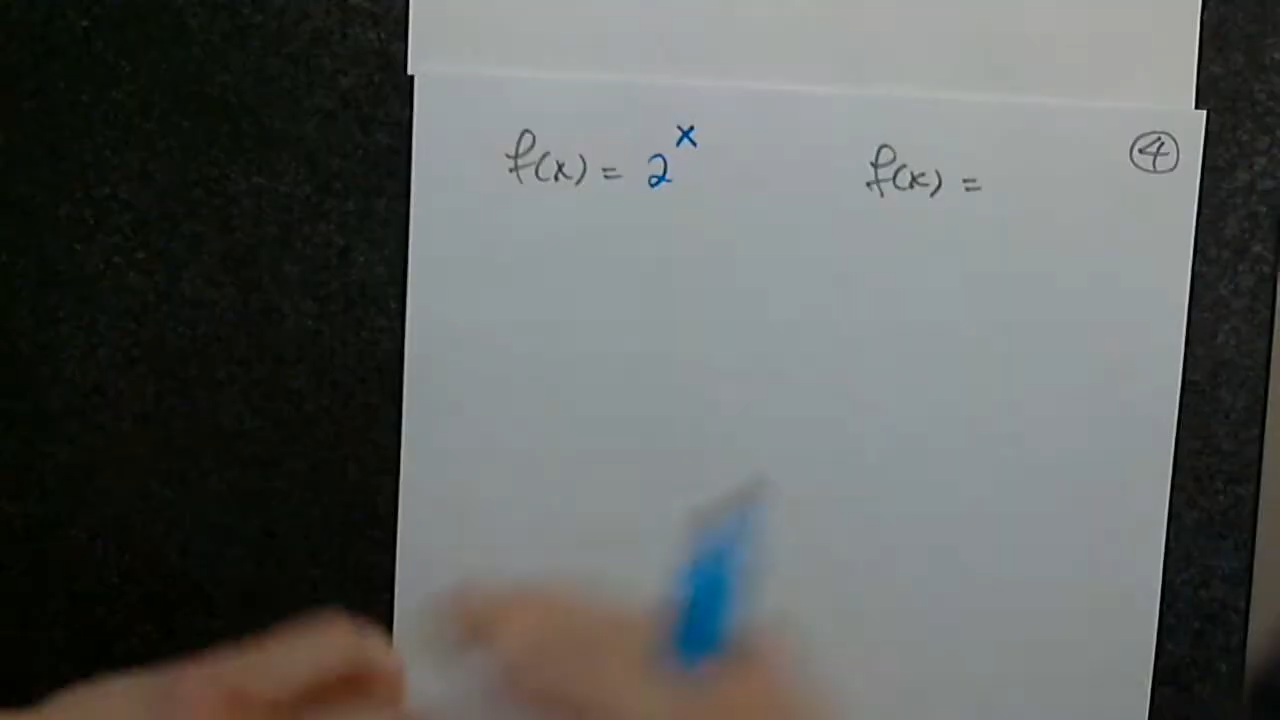 f(x) = 2^x f(x) = ④